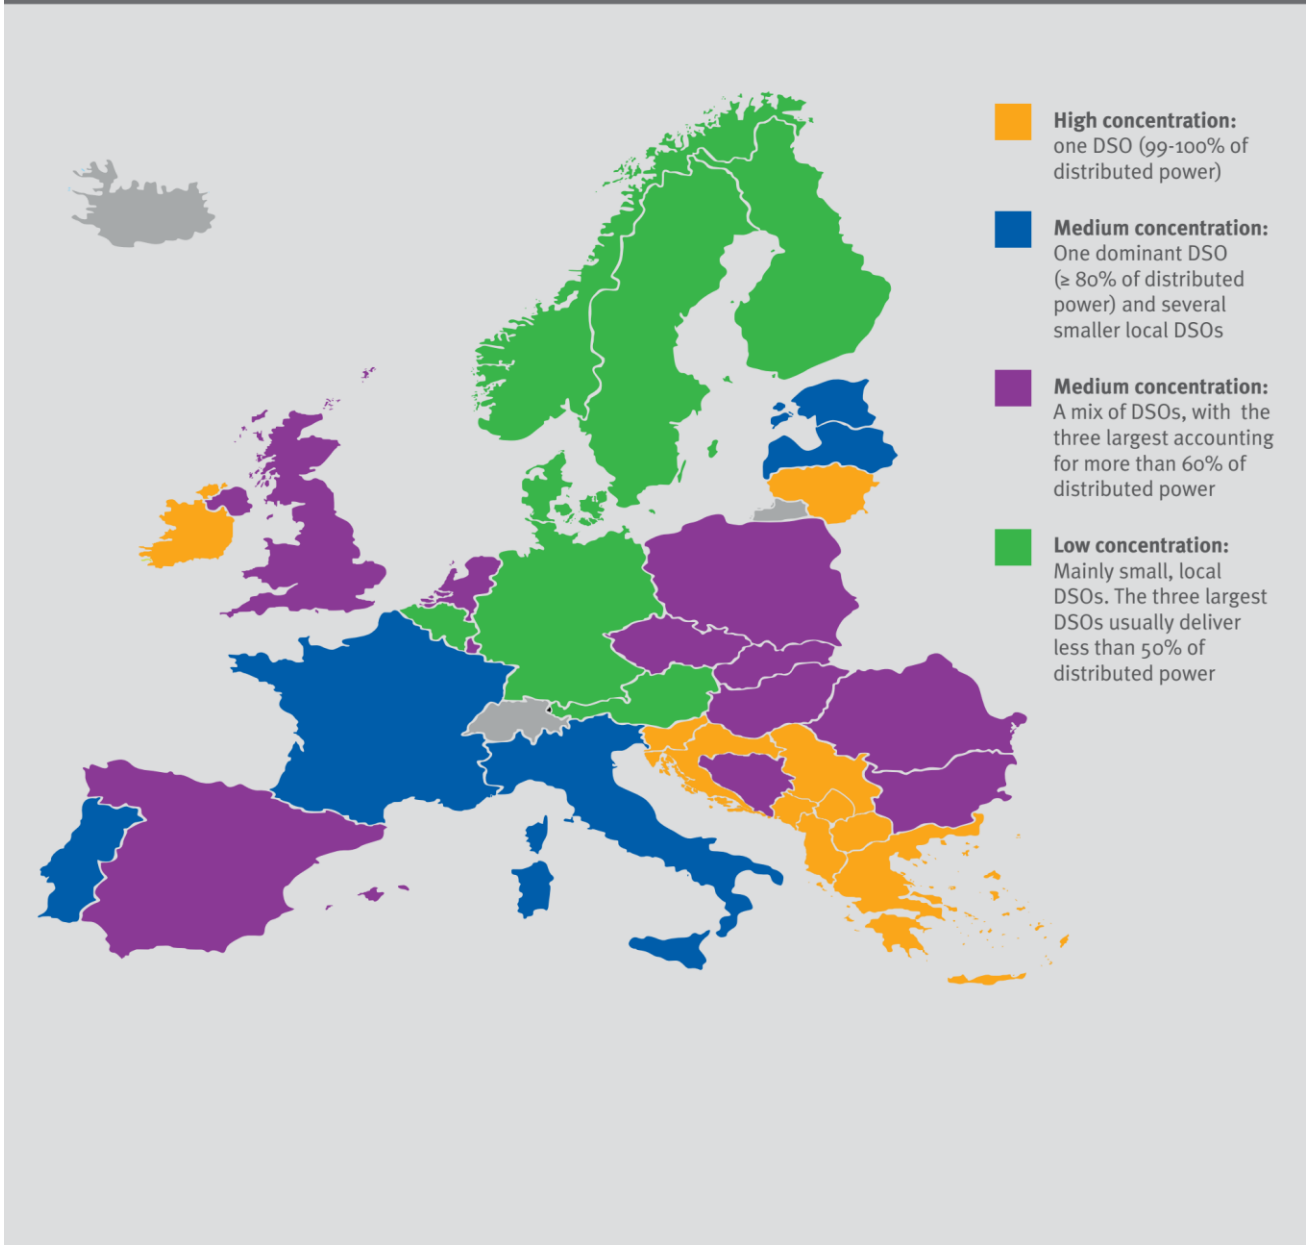 High concentration:
one DSO (99-100% of
distributed power)
Medium concentration:
One dominant DSO
(≥ 80% of distributed
power) and several
smaller local DSOs
Medium concentration:
A mix of DSOs, with the
three largest accounting
for more than 60% of
distributed power
Low concentration:
Mainly small, local
DSOs. The three largest
DSOs usually deliver
less than 50% of
distributed power